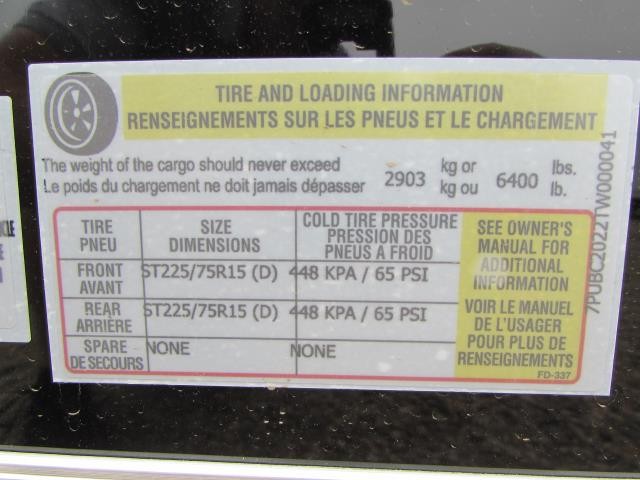 TIRE AND LOADING INFORMATION
RENSEIGNEMENTS SUR LES PNEUS ET LE CHARGEMENT
The weight of the cargo should never exceed 2903 kg or 6400 lbs.
Le poids du chargement ne doit jamais dépasser kg ou lb.
TIRE PNEU
SIZE DIMENSIONS
COLD TIRE PRESSURE
PRESSION DES
PNEUS A FROID
FRONT AVANT ST225/75R15 (D) 448 KPA / 65 PSI
REAR ARRIÈRE ST225/75R15 (D) 448 KPA / 65 PSI
SPARE DE SECOURS NONE NONE
SEE OWNER'S
MANUAL FOR
ADDITIONAL
INFORMATION
VOIR LE MANUEL
DE L'USAGER
POUR PLUS DE
RENSEIGNEMENTS
FD-337
7PUBC2022TW000041